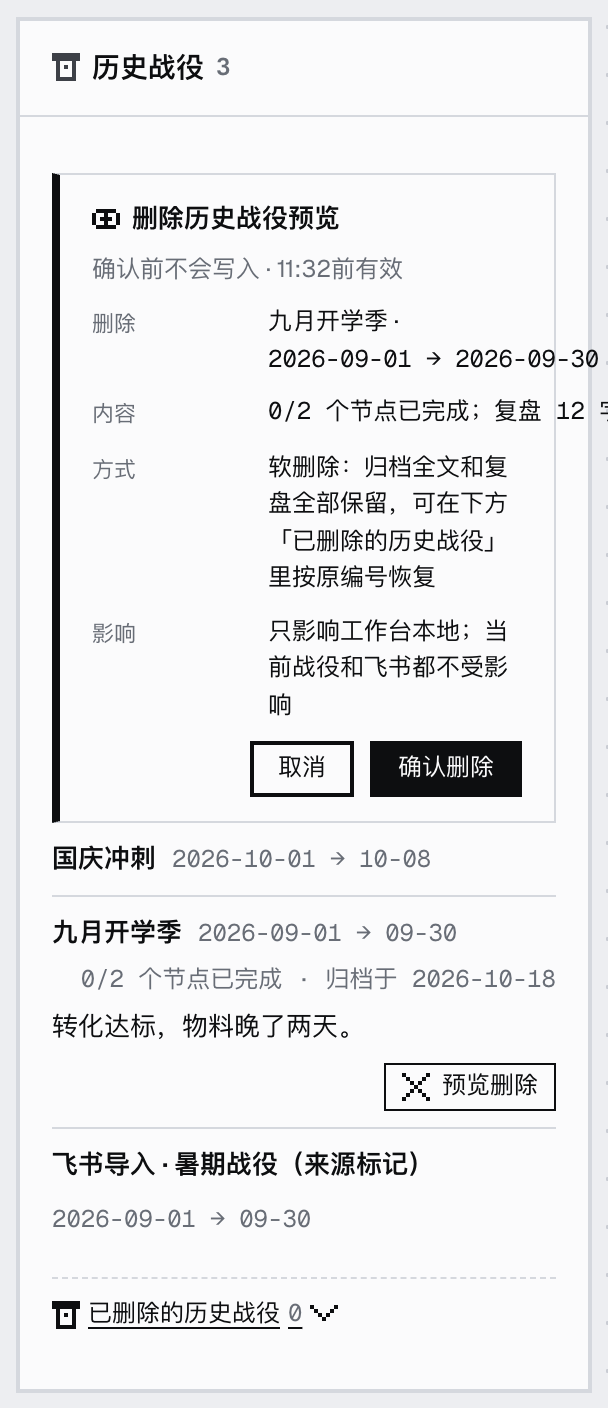 历史战役 3
删除历史战役预览
确认前不会写入 · 11:32前有效
删除 九月开学季 ·
2026-09-01 → 2026-09-30
内容 0/2 个节点已完成；复盘 12
方式 软删除：归档全文和复
盘全部保留，可在下方
「已删除的历史战役」
里按原编号恢复
影响 只影响工作台本地；当
前战役和飞书都不受影
响
取消 确认删除
国庆冲刺 2026-10-01 → 10-08
九月开学季 2026-09-01 → 09-30
0/2 个节点已完成 · 归档于 2026-10-18
转化达标，物料晚了两天。
预览删除
飞书导入 · 暑期战役（来源标记）
2026-09-01 → 09-30
已删除的历史战役 0